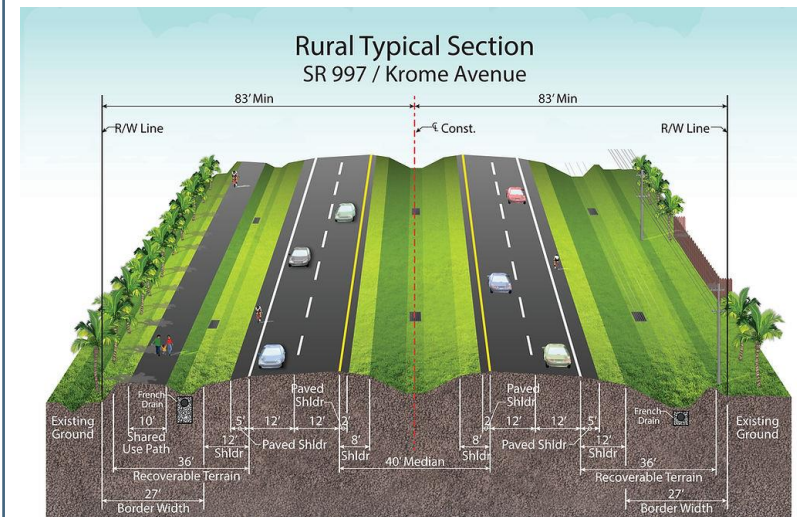 Rural Typical Section
SR 997 / Krome Avenue
83' Min
83' Min
R/W Line
℄ Const.
R/W Line
French
Drain
Paved
Shldr
Paved
Shldr
French
Drain
Existing
Ground
10'
Shared
Use Path
5'
12'
12'
2'
2'
12'
12'
5'
Existing
Ground
12'
Shldr
Paved Shldr
8'
Shldr
8'
Shldr
Paved Shldr
12'
Shldr
36'
Recoverable Terrain
40' Median
36'
Recoverable Terrain
27'
Border Width
27'
Border Width